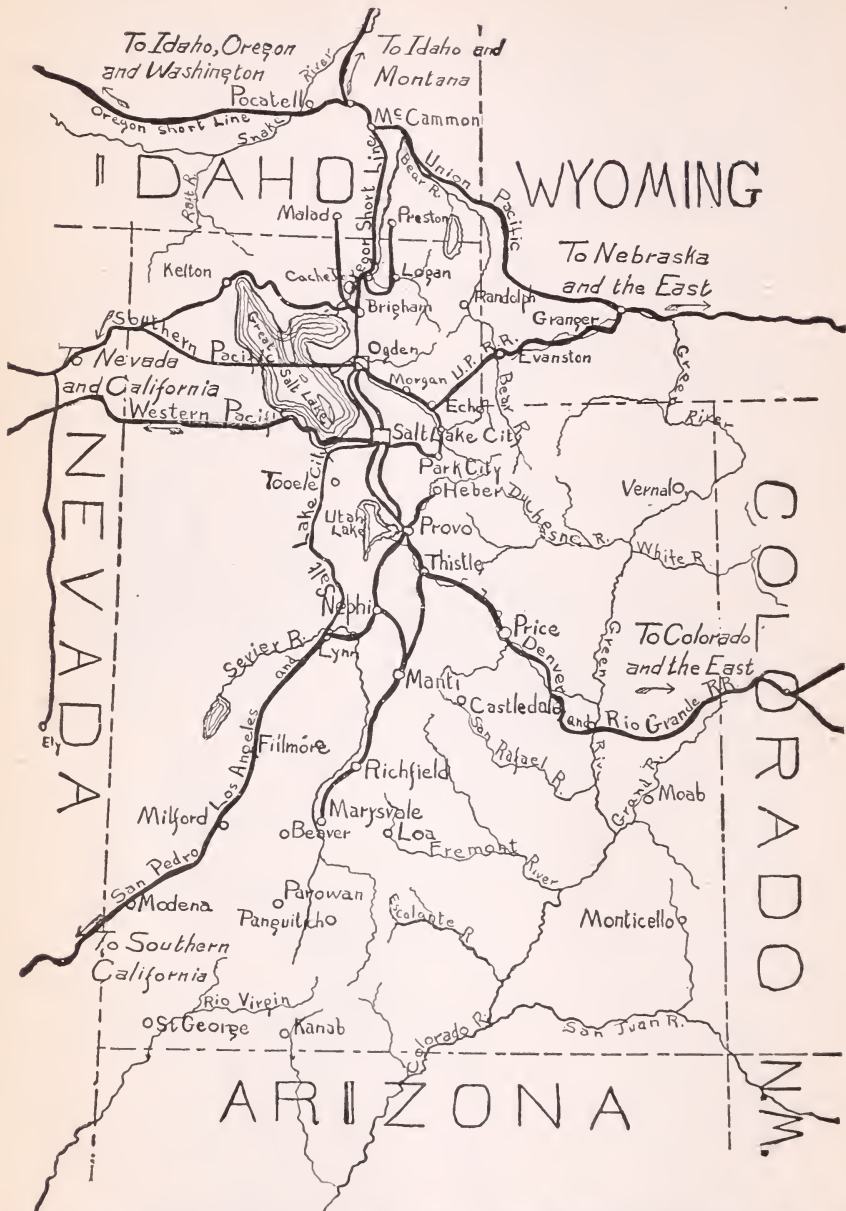 To Idaho, Oregon
and Washington
To Idaho and
Montana
River
Pocatello
Oregon Short Line
Snake
McCammon
IDAHO
Raft R.
Bear R.
Union
Pacific
WYOMING
Malad
Oregon Short Line
Preston
To Nebraska
and the East
Kelton
Cache Jc
Logan
Brigham
Randolph
Granger
Southern
Pacific
Great
Salt Lake
Ogden
U.P. R.R.
Evanston
Green
River
To Nevada
and California
Morgan
Echo
Bear R.
Western Pacific
Salt Lake City
Park City
NEVADA
Tooele
Heber
Duchesne R.
Vernal
COLORADO
Utah
Lake
Provo
White R.
Thistle
San Pedro
Los Angeles
and
Salt
Lake City
Nephi
Price
Green
River
To Colorado
and the East
Sevier R.
Lynn
Denver
and
Rio Grande
R.R.
Manti
Castledale
San Rafael R.
Ely
Fillmore
Richfield
Grand R.
Moab
Milford
Marysvale
Beaver
Loa
Fremont
River
Modena
Parowan
Panguitch
Escalante R.
Monticello
To Southern
California
Rio Virgin
St George
Kanab
Colorado R.
San Juan R.
ARIZONA
N.M.